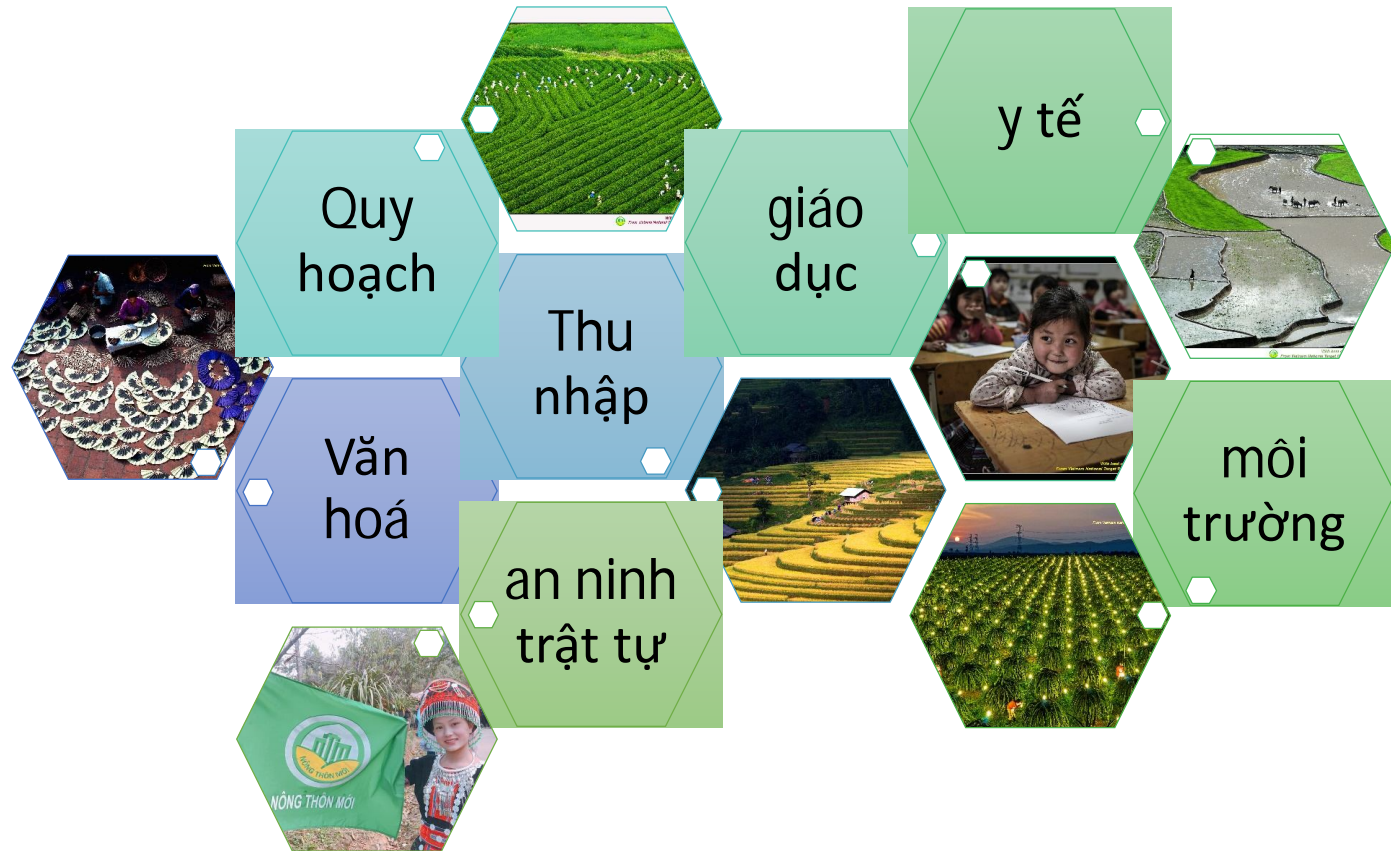 y tế
Quy
hoạch
giáo
dục
Thu
nhập
Văn
hoá
môi
trường
an ninh
trật tự
NÔNG THÔN MỚI
NÔNG THÔN MỚI